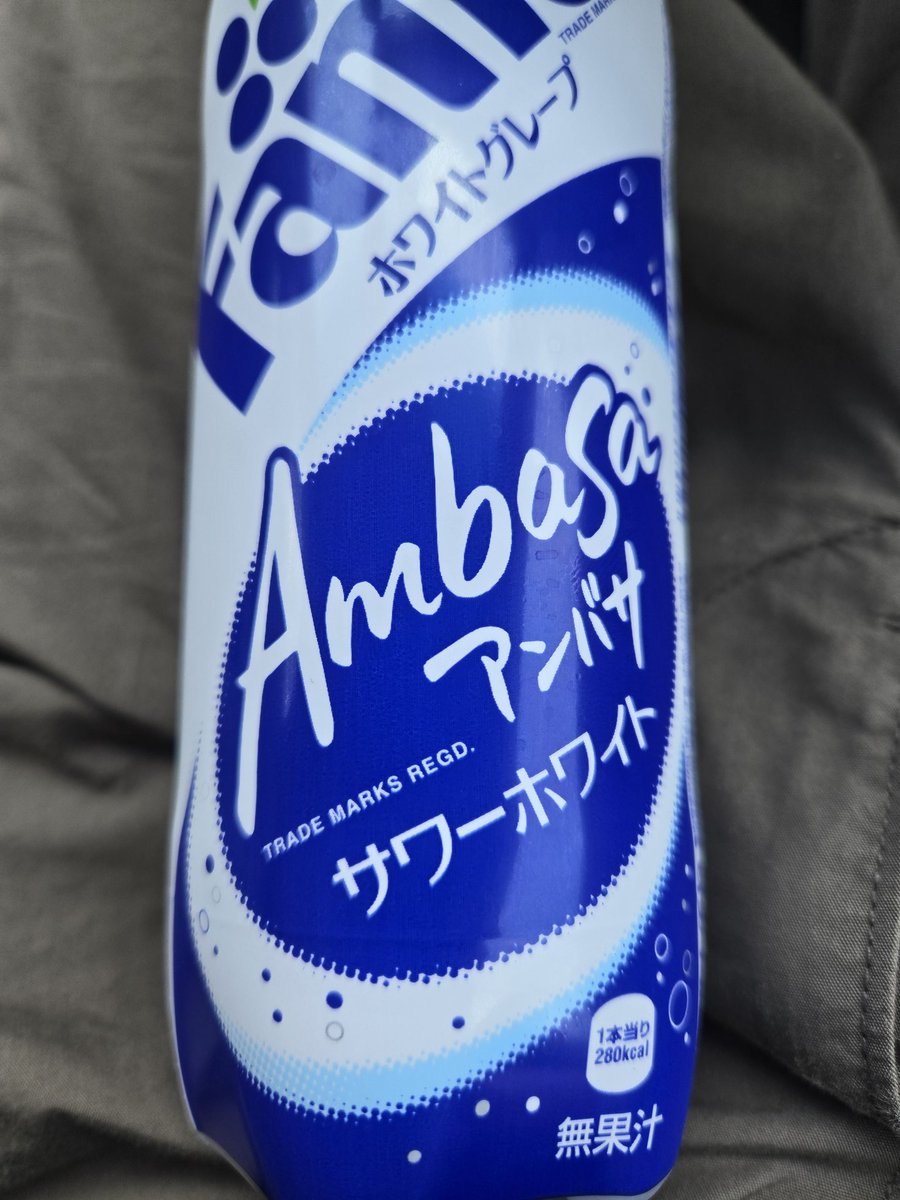 Fanta
TRADE MARK
ホワイトグレープ
Ambasa
アンバサ
TRADE MARKS REGD.
サワーホワイト
1本当り
280kcal
無果汁